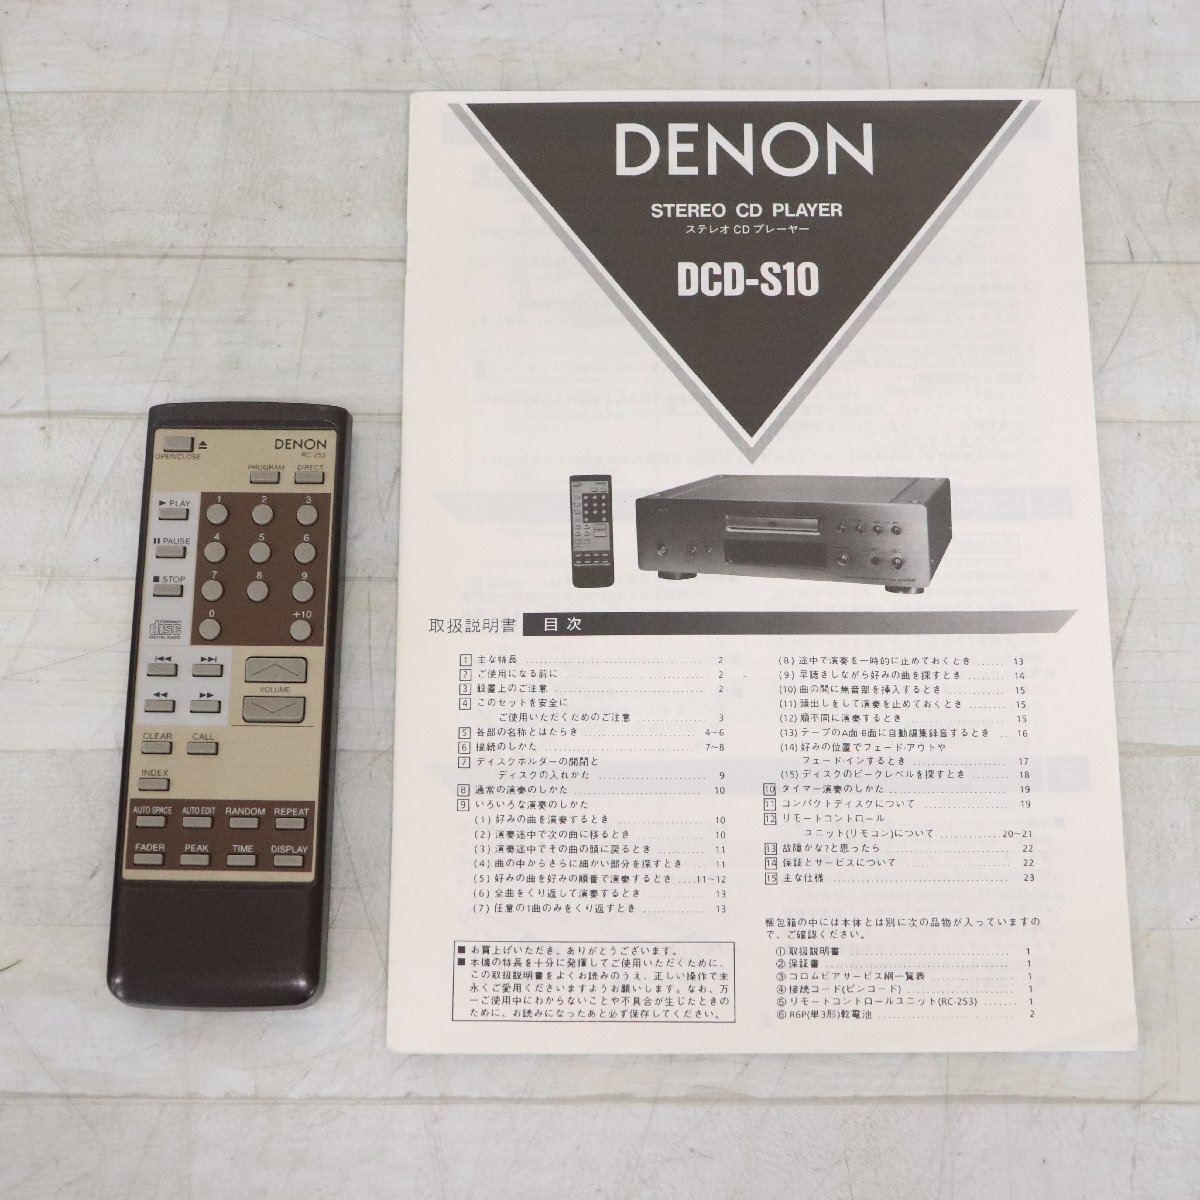 DENON
RC-253
OPEN/CLOSE
PROGRAM DIRECT
PLAY
1 2 3
PAUSE
4 5 6
STOP
7 8 9
COMPACT
disc
DIGITAL AUDIO
0 +10
VOLUME
CLEAR CALL
INDEX
AUTO SPACE AUTO EDIT RANDOM REPEAT
FADER PEAK TIME DISPLAY
DENON
STEREO CD PLAYER
ステレオ CD プレーヤー
DCD-S10
取扱説明書 目 次
1 主な特長 2
2 ご使用になる前に 2
3 設置上のご注意 2
4 このセットを安全に
ご使用いただくためのご注意 3
5 各部の名称とはたらき 4~6
6 接続のしかた 7~8
7 ディスクホルダーの開閉と
ディスクの入れかた 9
8 通常の演奏のしかた 10
9 いろいろな演奏のしかた
(1) 好みの曲を演奏するとき 10
(2) 演奏途中で次の曲に移るとき 10
(3) 演奏途中でその曲の頭に戻るとき 11
(4) 曲の中からさらに細かい部分を探すとき 11
(5) 好みの曲を好みの順番で演奏するとき 11~12
(6) 全曲をくり返して演奏するとき 13
(7) 任意の1曲のみをくり返すとき 13
(8) 途中で演奏を一時的に止めておくとき 13
(9) 早聴きしながら好みの曲を探すとき 14
(10) 曲の間に無音部を挿入するとき 15
(11) 頭出しをして演奏を止めておくとき 15
(12) 順不同に演奏するとき 15
(13) テープのA面·B面に自動編集録音するとき 16
(14) 好みの位置でフェード·アウトや
フェード·インするとき 17
(15) ディスクのピークレベルを探すとき 18
10 タイマー演奏のしかた 19
11 コンパクトディスクについて 19
12 リモートコントロール
ユニット(リモコン)について 20~21
13 故障かな?と思ったら 22
14 保証とサービスについて 22
15 主な仕様 23
■ お買上げいただき、ありがとうございます。
■ 本機の特長を十分に発揮してご使用いただくために、
この取扱説明書をよくお読みのうえ、正しい操作で末
永くご愛用くださいますようお願いします。なお、万
一ご使用中にわからないことや不具合が生じたときの
ために、お読みになったあと必ず保存してください。
梱包箱の中には本体とは別に次の品物が入っていますの
で、ご確認ください。
① 取扱説明書 1
② 保証書 1
③ コロムビアサービス網一覧表 1
④ 接続コード(ピンコード) 1
⑤ リモートコントロールユニット(RC-253) 1
⑥ R6P(単3形)乾電池 2